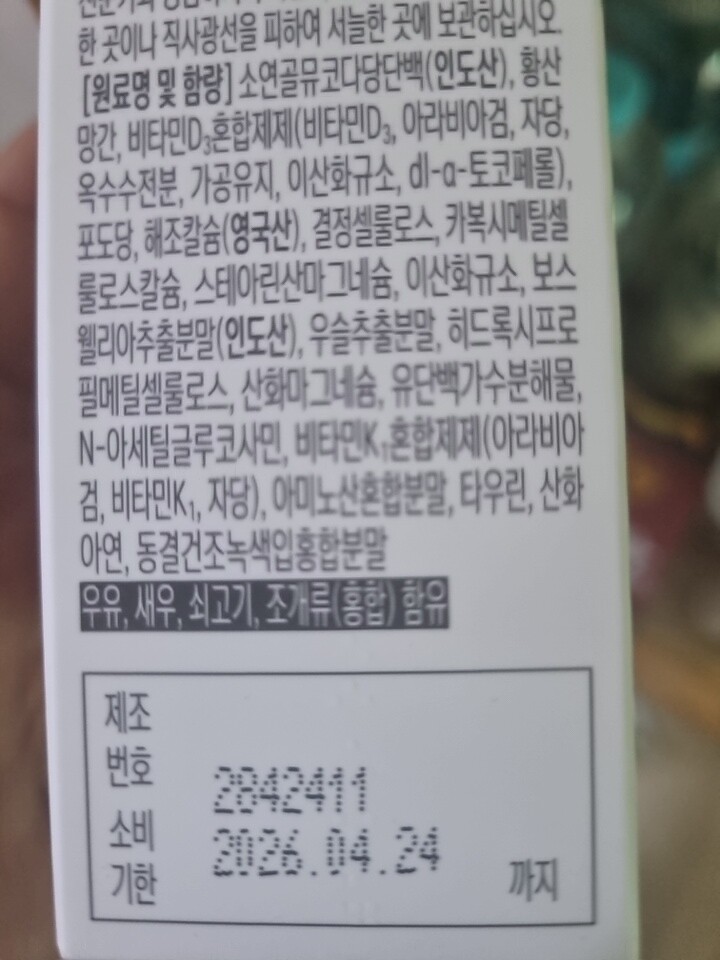 한 곳이나 직사광선을 피하여 서늘한 곳에 보관하십시오.
[원료명 및 함량] 소연골뮤코다당단백(인도산), 황산
망간, 비타민D₃혼합제제(비타민D₃, 아라비아검, 자당,
옥수수전분, 가공유지, 이산화규소, dl-α-토코페롤),
포도당, 해조칼슘(영국산), 결정셀룰로스, 카복시메틸셀
룰로스칼슘, 스테아린산마그네슘, 이산화규소, 보스
웰리아추출분말(인도산), 우슬추출분말, 히드록시프로
필메틸셀룰로스, 산화마그네슘, 유단백가수분해물,
N-아세틸글루코사민, 비타민K₁혼합제제(아라비아
검, 비타민K₁, 자당), 아미노산혼합분말, 타우린, 산화
아연, 동결건조녹색입홍합분말
우유, 새우, 쇠고기, 조개류(홍합) 함유
제조
번호 2842411
소비 2026.04.24
기한 까지